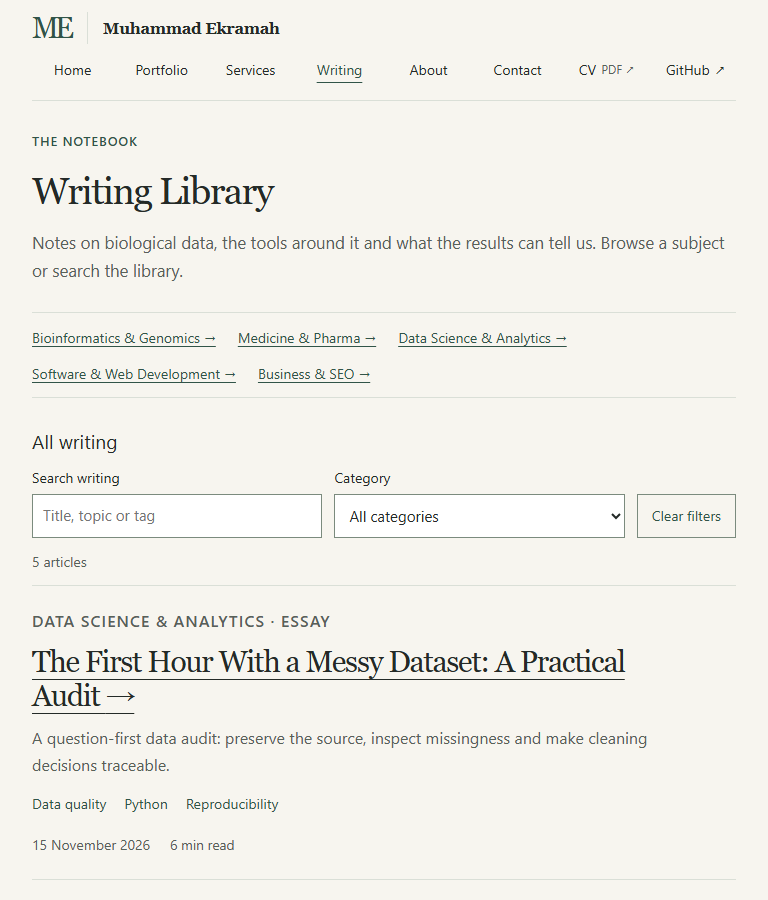 ME Muhammad Ekramah
Home Portfolio Services Writing About Contact CV PDF ↗ GitHub ↗
THE NOTEBOOK
Writing Library
Notes on biological data, the tools around it and what the results can tell us. Browse a subject
or search the library.
Bioinformatics & Genomics → Medicine & Pharma → Data Science & Analytics →
Software & Web Development → Business & SEO →
All writing
Search writing Category
Title, topic or tag All categories Clear filters
5 articles
DATA SCIENCE & ANALYTICS · ESSAY
The First Hour With a Messy Dataset: A Practical
Audit →
A question-first data audit: preserve the source, inspect missingness and make cleaning
decisions traceable.
Data quality Python Reproducibility
15 November 2026 6 min read